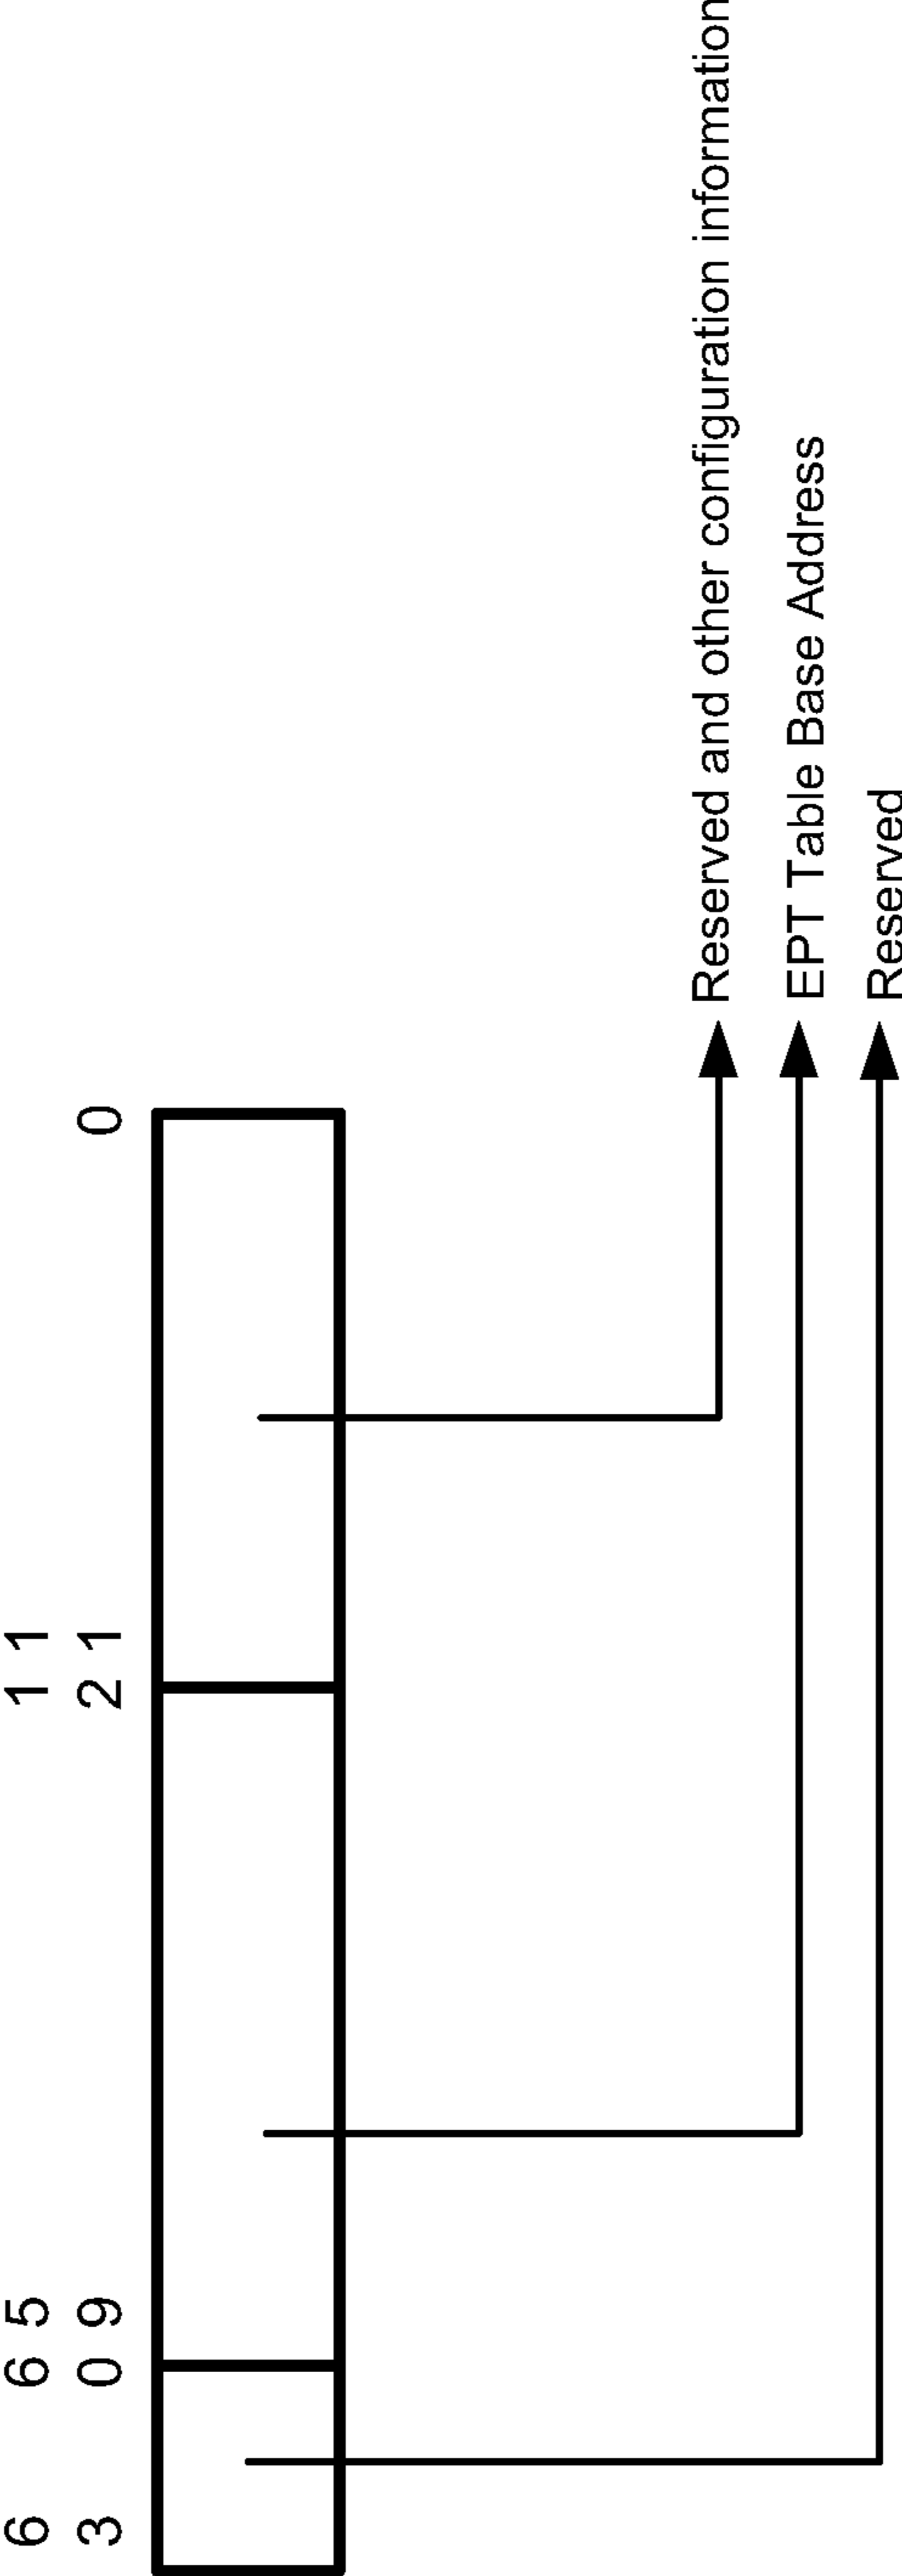 6 6 5 1 1
3 0 9 2 1 0
Reserved and other configuration information
EPT Table Base Address
Reserved